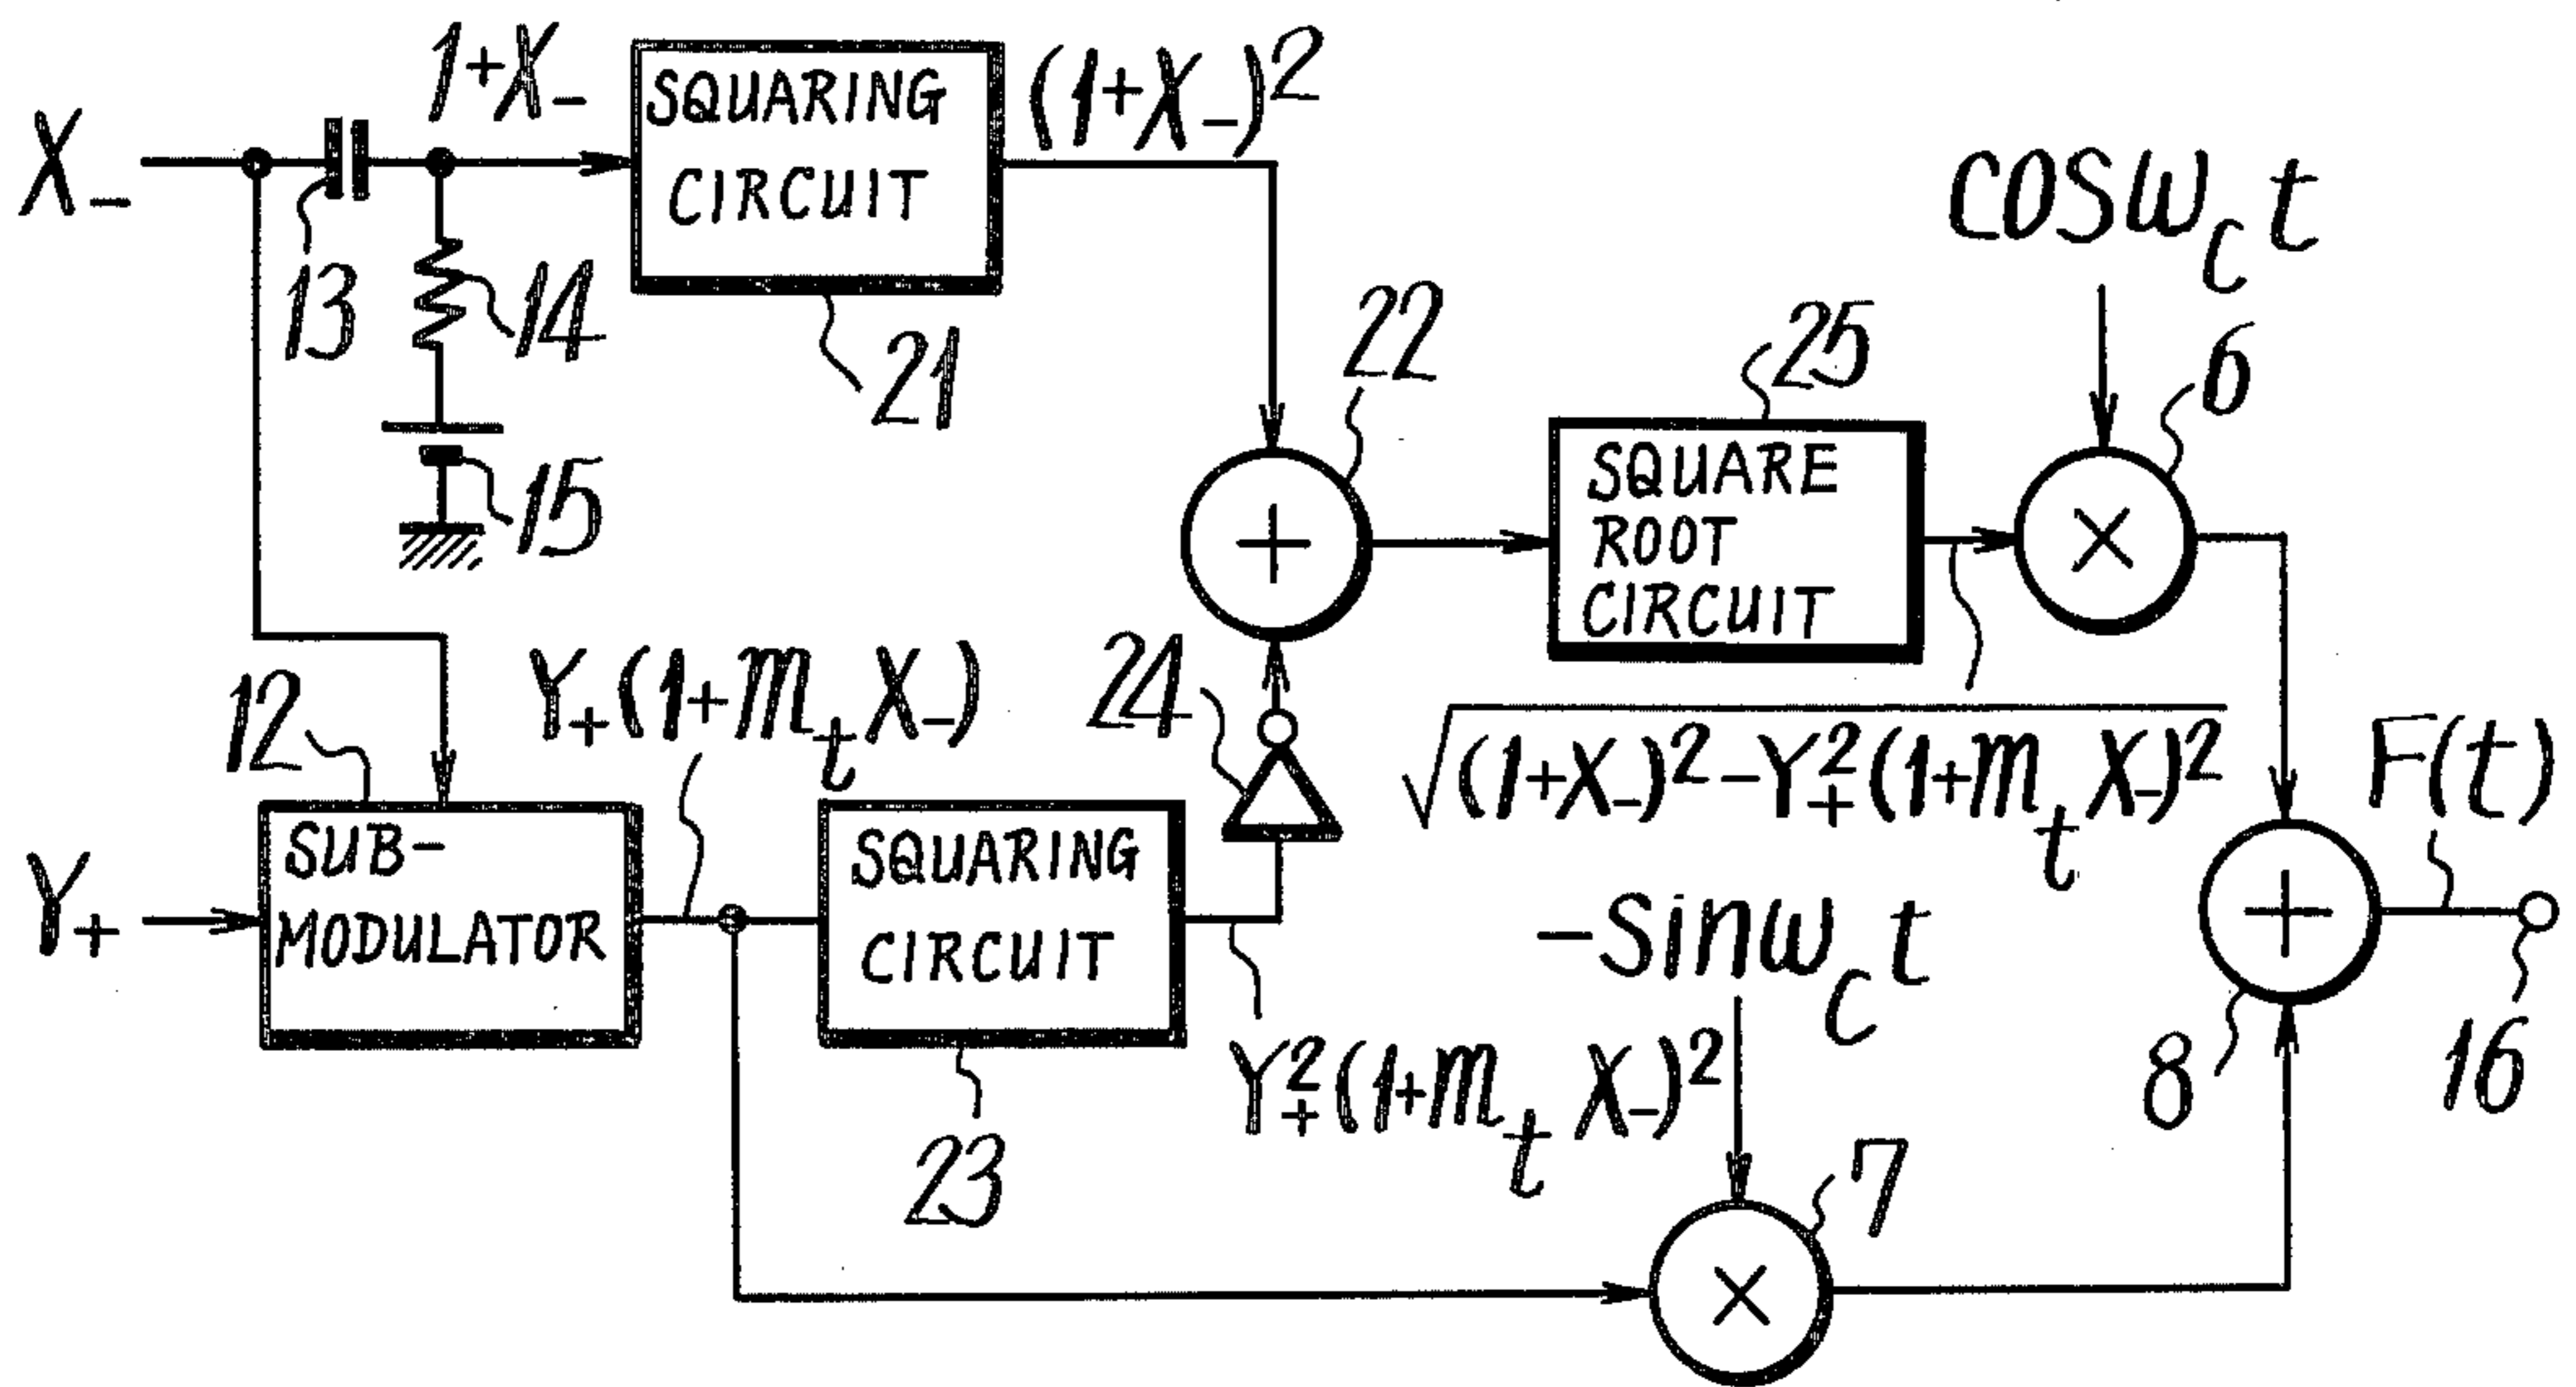 X₋
1+X₋
SQUARING
CIRCUIT
(1+X₋)²
13
14
15
21
22
cosω_c t
25
6
SQUARE
ROOT
CIRCUIT
12
Y₊(1+m_t X₋)
24
√(1+X₋)²−Y₊²(1+m_t X₋)²
F(t)
Y₊
SUB-
MODULATOR
SQUARING
CIRCUIT
−Sinω_c t
Y₊²(1+m_t X₋)²
23
7
8
16